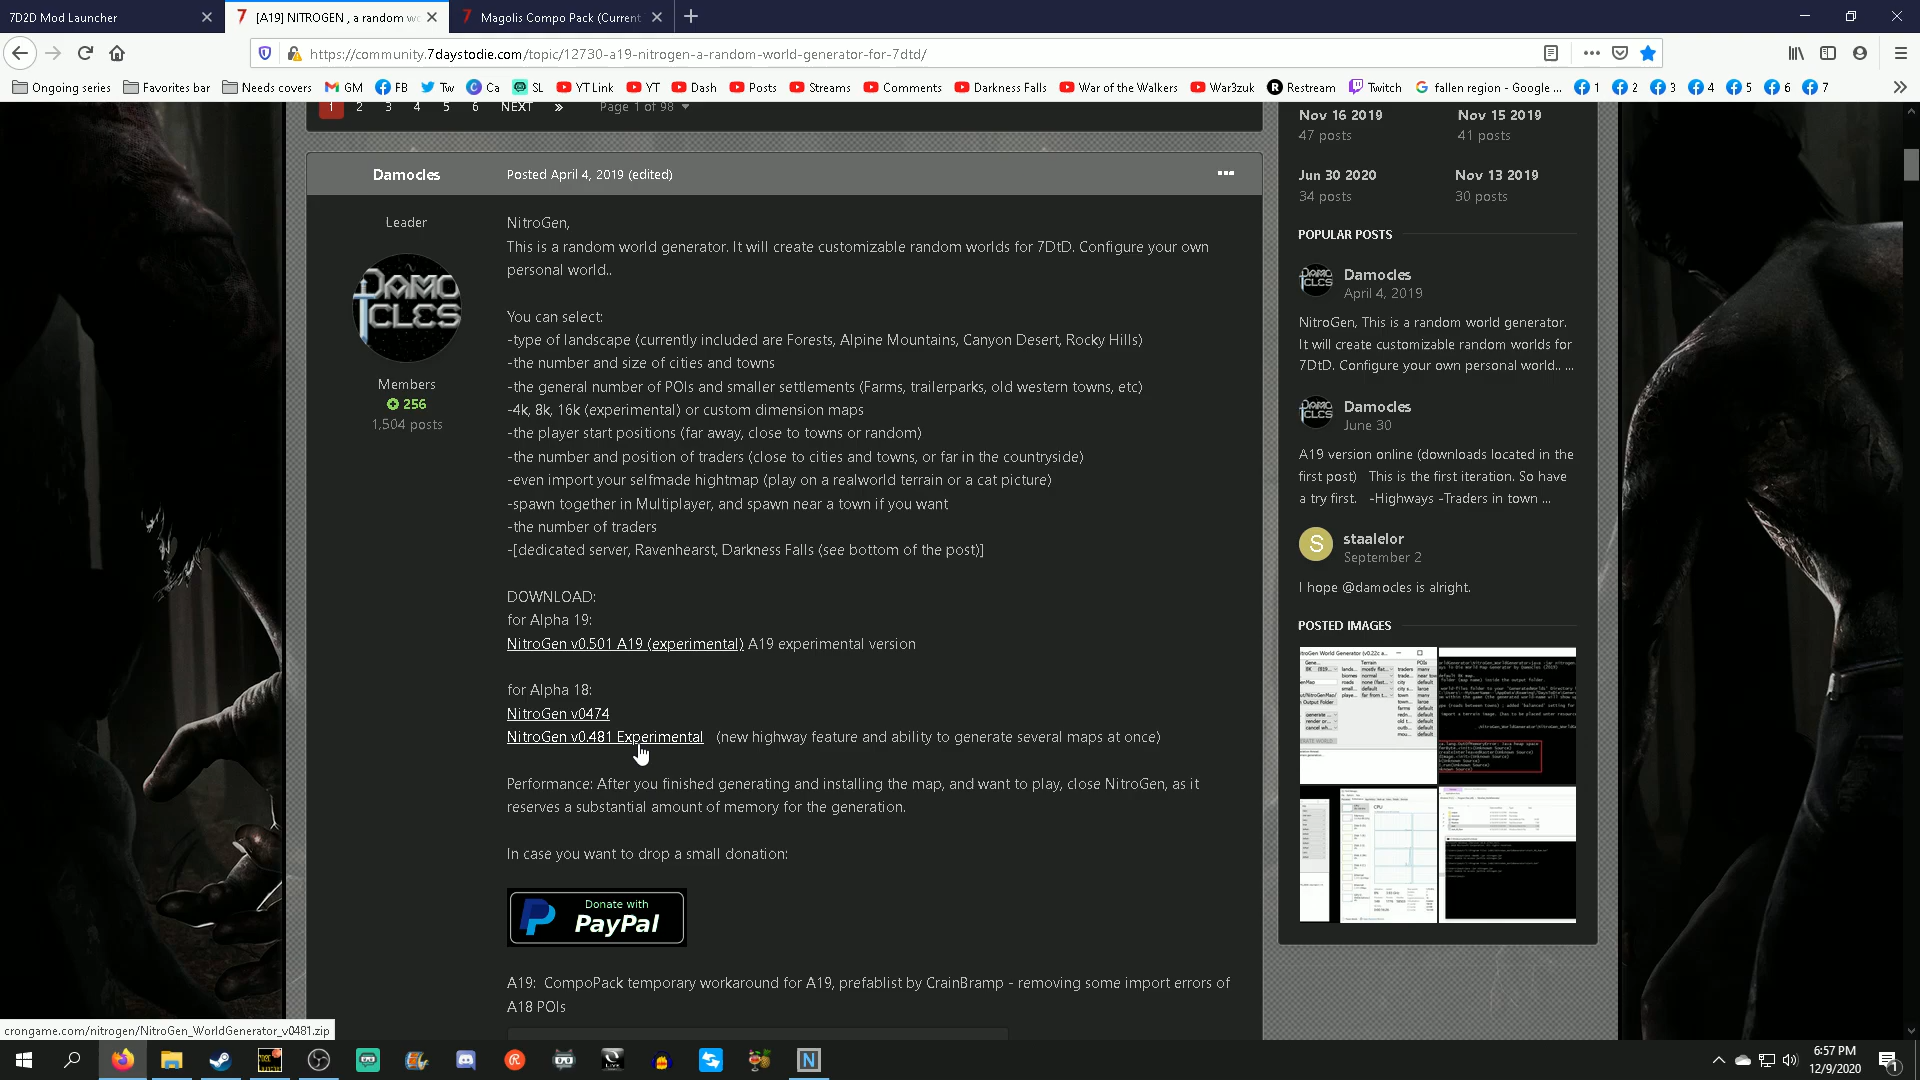 7D2D Mod Launcher
[A19] NITROGEN , a random wo
Magolis Compo Pack (Current
https://community.7daystodie.com/topic/12730-a19-nitrogen-a-random-world-generator-for-7dtd/
Ongoing series
Favorites bar
Needs covers
GM
FB
Tw
Ca
SL
YT Link
YT
Dash
Posts
Streams
Comments
Darkness Falls
War of the Walkers
War3zuk
Restream
Twitch
fallen region - Google ...
1
2
3
4
5
6
7
1 2 3 4 5 6 NEXT » Page 1 of 98
Damocles
Posted April 4, 2019 (edited)
Leader
DAMO
CLES
Members
256
1,504 posts
NitroGen,
This is a random world generator. It will create customizable random worlds for 7DtD. Configure your own
personal world..
You can select:
-type of landscape (currently included are Forests, Alpine Mountains, Canyon Desert, Rocky Hills)
-the number and size of cities and towns
-the general number of POIs and smaller settlements (Farms, trailerparks, old western towns, etc)
-4k, 8k, 16k (experimental) or custom dimension maps
-the player start positions (far away, close to towns or random)
-the number and position of traders (close to cities and towns, or far in the countryside)
-even import your selfmade hightmap (play on a realworld terrain or a cat picture)
-spawn together in Multiplayer, and spawn near a town if you want
-the number of traders
-[dedicated server, Ravenhearst, Darkness Falls (see bottom of the post)]
DOWNLOAD:
for Alpha 19:
NitroGen v0.501 A19 (experimental) A19 experimental version
for Alpha 18:
NitroGen v0474
NitroGen v0.481 Experimental (new highway feature and ability to generate several maps at once)
Performance: After you finished generating and installing the map, and want to play, close NitroGen, as it
reserves a substantial amount of memory for the generation.
In case you want to drop a small donation:
Donate with
PayPal
A19: CompoPack temporary workaround for A19, prefablist by CrainBramp - removing some import errors of
A18 POIs
Nov 16 2019
47 posts
Nov 15 2019
41 posts
Jun 30 2020
34 posts
Nov 13 2019
30 posts
POPULAR POSTS
Damocles
April 4, 2019
NitroGen, This is a random world generator.
It will create customizable random worlds for
7DtD. Configure your own personal world.. ...
Damocles
June 30
A19 version online (downloads located in the
first post) This is the first iteration. So have
a try first. -Highways -Traders in town ...
S
staalelor
September 2
I hope @damocles is alright.
POSTED IMAGES
crongame.com/nitrogen/NitroGen_WorldGenerator_v0481.zip
6:57 PM
12/9/2020
1